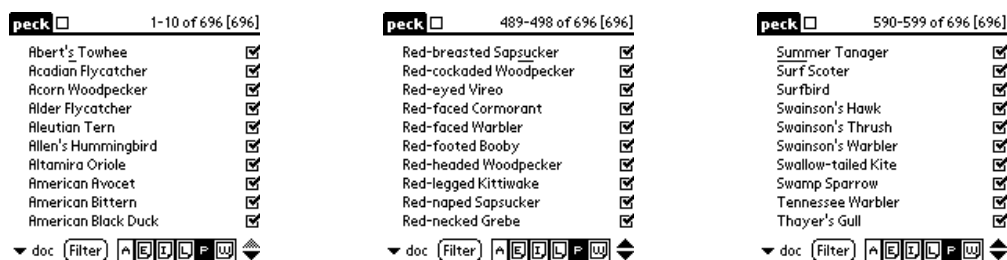 peck 1-10 of 696 [696]
Abert's Towhee
Acadian Flycatcher
Acorn Woodpecker
Alder Flycatcher
Aleutian Tern
Allen's Hummingbird
Altamira Oriole
American Avocet
American Bittern
American Black Duck
doc Filter A E I L P W
peck 489-498 of 696 [696]
Red-breasted Sapsucker
Red-cockaded Woodpecker
Red-eyed Vireo
Red-faced Cormorant
Red-faced Warbler
Red-footed Booby
Red-headed Woodpecker
Red-legged Kittiwake
Red-naped Sapsucker
Red-necked Grebe
doc Filter A E I L P W
peck 590-599 of 696 [696]
Summer Tanager
Surf Scoter
Surfbird
Swainson's Hawk
Swainson's Thrush
Swainson's Warbler
Swallow-tailed Kite
Swamp Sparrow
Tennessee Warbler
Thayer's Gull
doc Filter A E I L P W